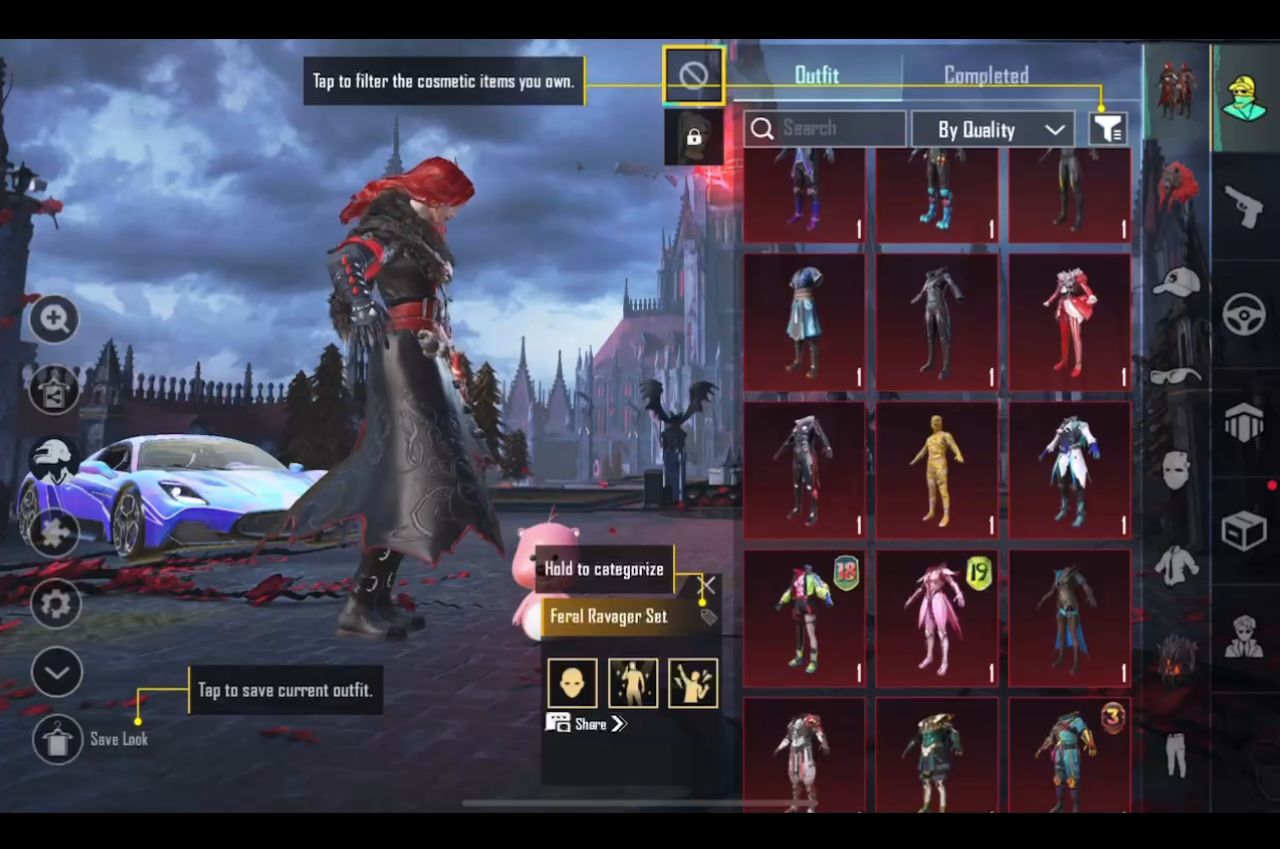 Tap to filter the cosmetic items you own.
Outfit
Completed
Search
By Quality
1
1
1
1
1
1
1
1
1
18
19
1
1
1
3
Hold to categorize
Feral Ravager Set
Share
Tap to save current outfit.
Save Look